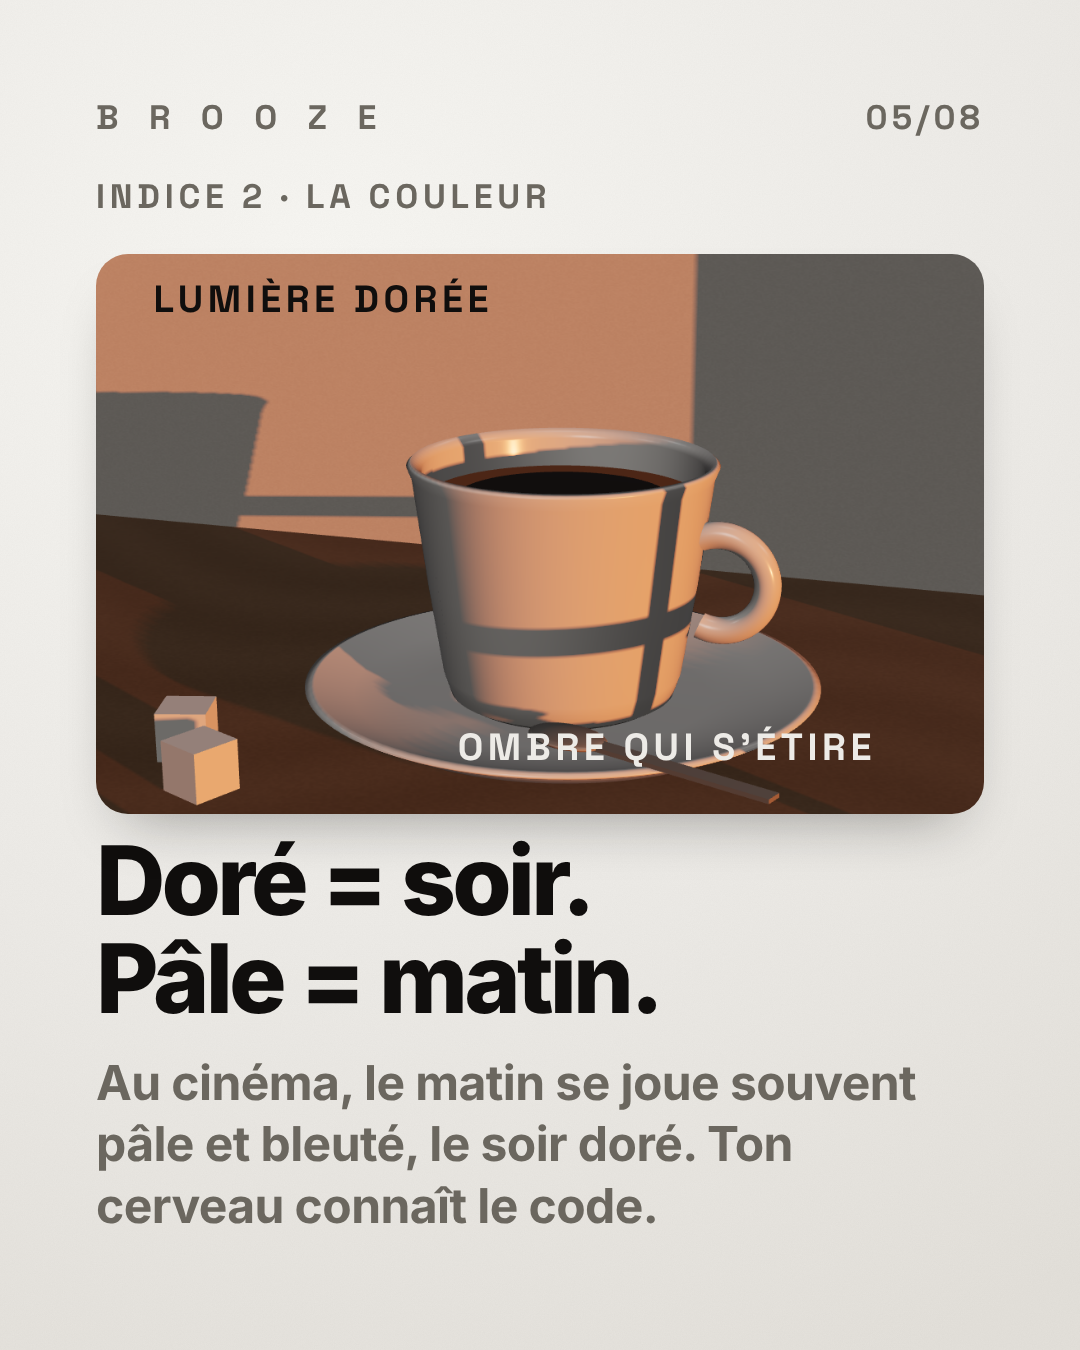 BROOZE
05/08
INDICE 2 · LA COULEUR
LUMIÈRE DORÉE
OMBRE QUI S’ÉTIRE
Doré = soir.
Pâle = matin.
Au cinéma, le matin se joue souvent
pâle et bleuté, le soir doré. Ton
cerveau connaît le code.